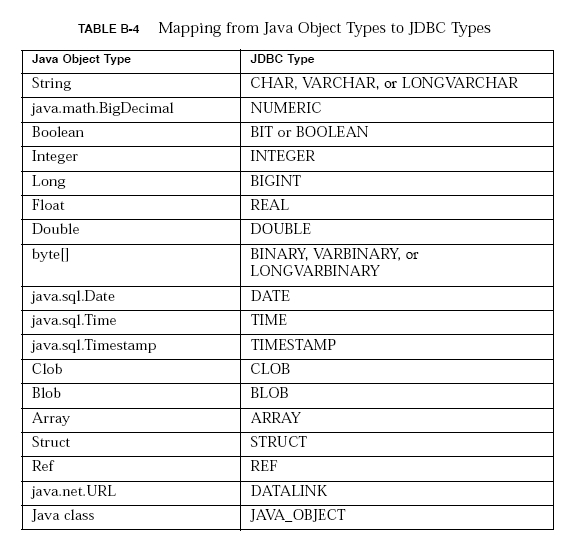 TABLE B-4 Mapping from Java Object Types to JDBC Types
Java Object Type JDBC Type
String CHAR, VARCHAR, or LONGVARCHAR
java.math.BigDecimal NUMERIC
Boolean BIT or BOOLEAN
Integer INTEGER
Long BIGINT
Float REAL
Double DOUBLE
byte[] BINARY, VARBINARY, or
LONGVARBINARY
java.sql.Date DATE
java.sql.Time TIME
java.sql.Timestamp TIMESTAMP
Clob CLOB
Blob BLOB
Array ARRAY
Struct STRUCT
Ref REF
java.net.URL DATALINK
Java class JAVA_OBJECT